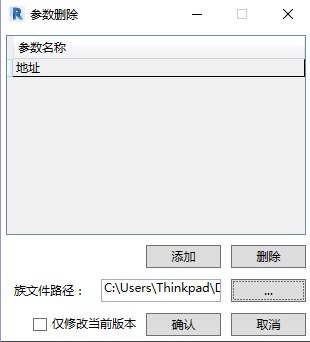 参数删除
参数名称
地址
添加 删除
族文件路径： C:\Users\Thinkpad\D ...
仅修改当前版本 确认 取消